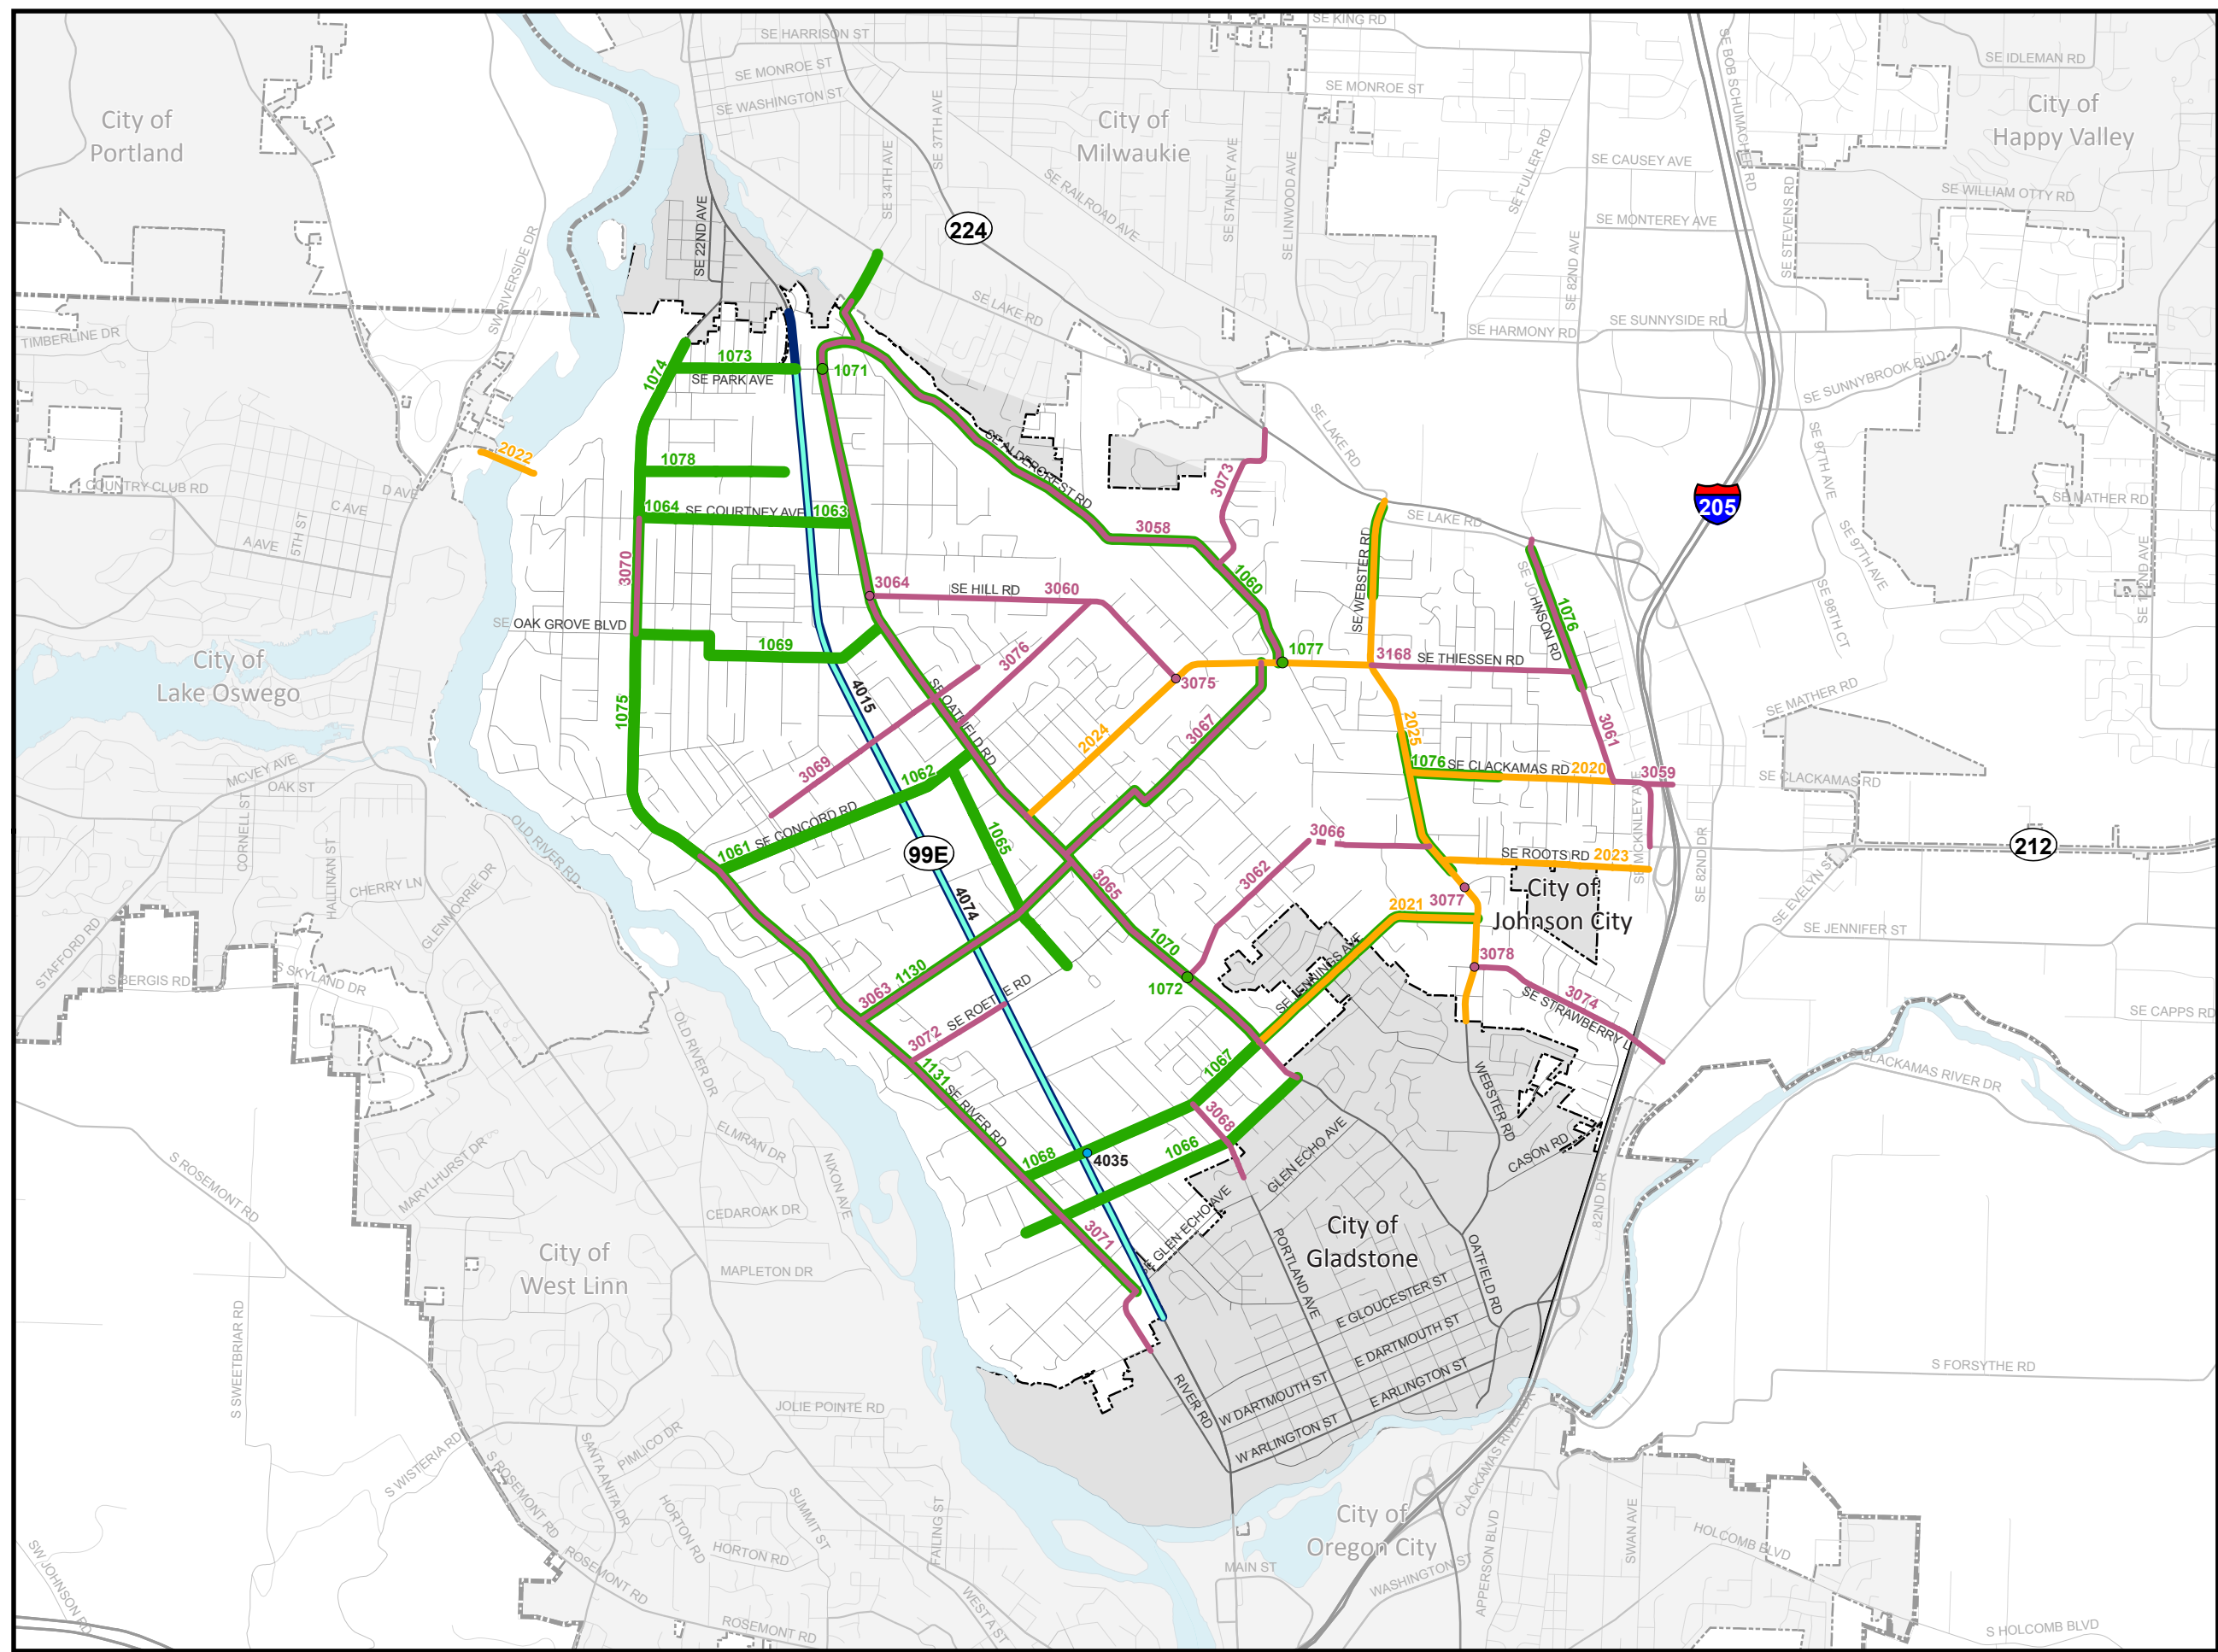 SE KING RD
SE HARRISON ST
SE MONROE ST
SE WASHINGTON ST
SE 34TH AVE
SE 37TH AVE
SE RAILROAD AVE
SE STANLEY AVE
SE LINWOOD AVE
SE MONROE ST
SE FULLER RD
SE CAUSEY AVE
SE MONTEREY AVE
SE 82ND AVE
SE BOB SCHUMACHER RD
SE STEVENS RD
SE IDLEMAN RD
SE WILLIAM OTTY RD
City of
Portland
City of
Milwaukie
City of
Happy Valley
224
SE 22ND AVE
SW RIVERSIDE DR
TIMBERLINE DR
SE LAKE RD
SE HARMONY RD
SE SUNNYSIDE RD
SE SUNNYBROOK BLVD
SE 97TH AVE
SE MATHER RD
1073
1074
SE PARK AVE
1071
2022
COUNTRY CLUB RD
D AVE
C AVE
A AVE
5TH ST
1078
1064
SE COURTNEY AVE
1063
SE ALDERCREST RD
3073
SE LAKE RD
SE LAKE RD
205
3058
1060
SE WEBSTER RD
SE JOHNSON RD
1076
SE 97TH AVE
SE 98TH CT
SE 122ND AVE
3070
3064
SE HILL RD
3060
SE OAK GROVE BLVD
1069
3076
1077
3168
SE THIESSEN RD
3075
City of
Lake Oswego
1075
4015
SE OATFIELD RD
2024
3067
2025
3061
SE MATHER RD
MCVEY AVE
OAK ST
3069
1062
1076
SE CLACKAMAS RD
2020
3059
SE CLACKAMAS RD
SE MCKINLEY AVE
SE 82ND DR
CORNELL ST
OLD RIVER RD
1061
SE CONCORD RD
1065
99E
3066
SE ROOTS RD
2023
212
HALLINAN ST
CHERRY LN
GLENMORRIE DR
4074
3065
3062
City of
Johnson City
3077
2021
SE EVELYN ST
SE JENNIFER ST
STAFFORD RD
S BERGIS RD
S SKYLAND DR
1130
1070
1072
SE JENNINGS AVE
3078
3074
SE STRAWBERRY L
SE CAPPS RD
3063
SE ROETHE RD
3072
OLD RIVER DR
1131
SE RIVER RD
1067
WEBSTER RD
S CLACKAMAS RIVER DR
MARYLHURST DR
ELMRAN DR
NIXON AVE
3068
1066
1068
4035
GLEN ECHO AVE
CASON RD
S ROSEMONT RD
CEDAROAK DR
3071
E GLEN ECHO AVE
City of
Gladstone
82ND DR
City of
West Linn
MAPLETON DR
PORTLAND AVE
OATFIELD RD
E GLOUCESTER ST
E DARTMOUTH ST
S SWEETBRIAR RD
W DARTMOUTH ST
E ARLINGTON ST
S FORSYTHE RD
RIVER RD
W ARLINGTON ST
JOLIE POINTE RD
S WISTERIA RD
S ROSEMONT RD
SANTA ANITA DR
PIMLICO DR
SUMMIT ST
HORTON RD
HORTON RD
FAILING ST
City of
Oregon City
CLACKAMAS RIVER DR
APPERSON BLVD
SWAN AVE
HOLCOMB BLVD
SW JOHNSON RD
ROSEMONT RD
ROSEMONT RD
WEST A ST
MAIN ST
WASHINGTON ST
S HOLCOMB BLVD